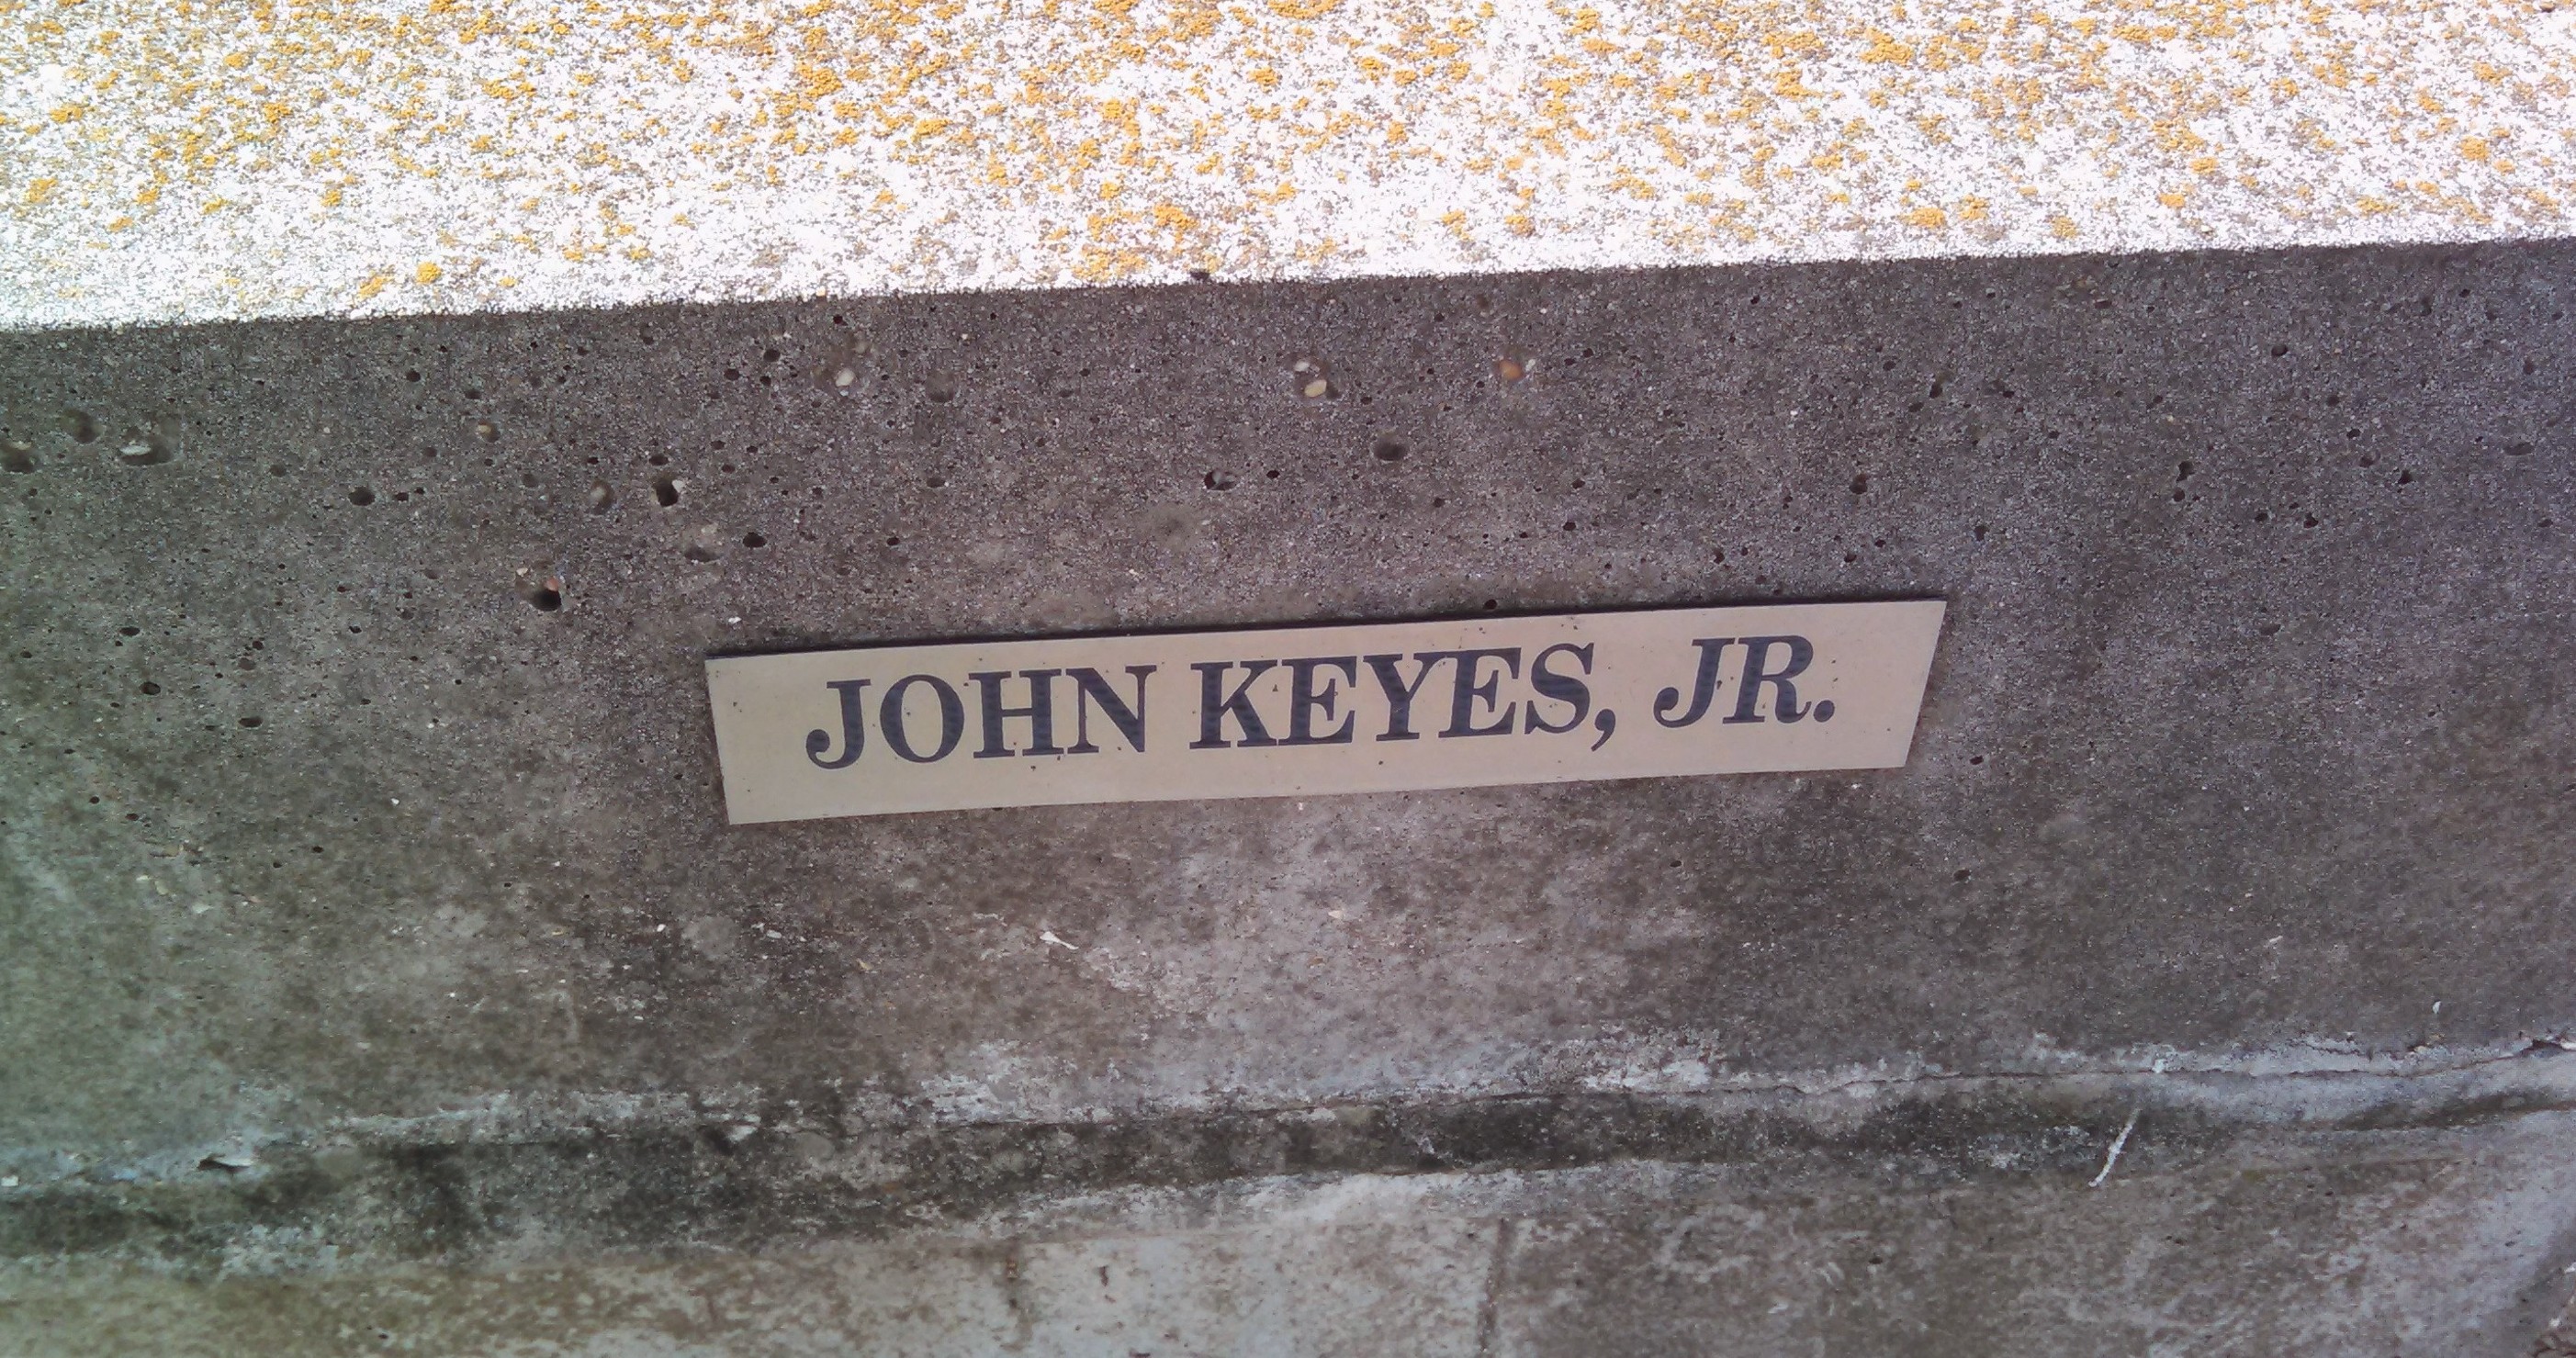 JOHN KEYES, JR.